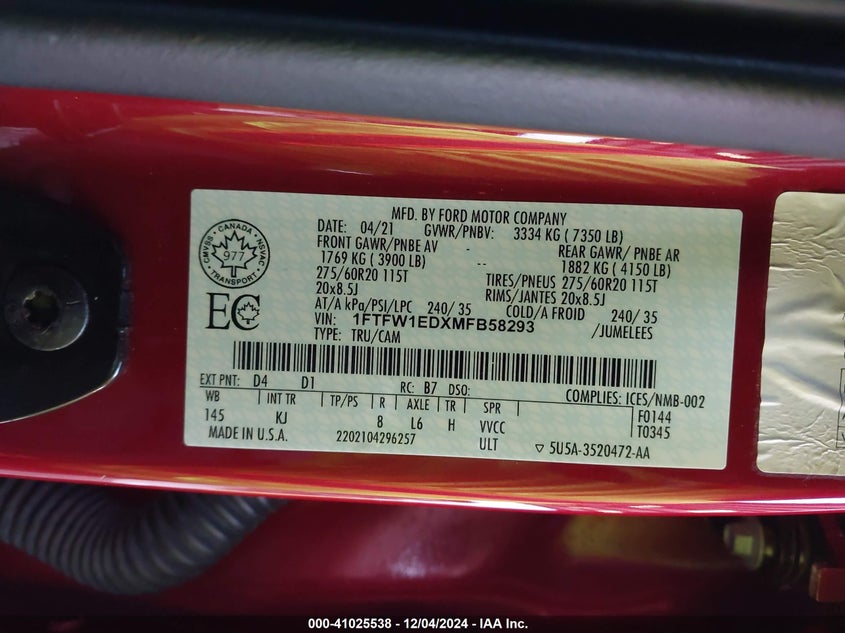 MFD. BY FORD MOTOR COMPANY
DATE: 04/21 GVWR/PNBV: 3334 KG ( 7350 LB)
FRONT GAWR/PNBE AV - REAR GAWR/ PNBE AR
1769 KG ( 3900 LB) -- 1882 KG ( 4150 LB)
275/60R20 115T TIRES/PNEUS 275/60R20 115T
20x8.5J RIMS/JANTES 20x8.5J
AT/A kPa/PSI/LPC 240/ 35 COLD/A FROID 240/ 35
VIN: 1FTFW1EDXMFB58293 /JUMELEES
TYPE: TRU/CAM
CANADA
CMVSS NSVAC
977
TRANSPORT
EC
EXT PNT: D4 D1 RC: B7 DSO: COMPLIES: ICES/NMB-002
WB INT TR TP/PS R AXLE TR SPR F0144
145 KJ 8 L6 H VVCC T0345
MADE IN U.S.A. 2202104296257 ULT ▽ 5U5A-3520472-AA
000-41025538 - 12/04/2024 - IAA Inc.